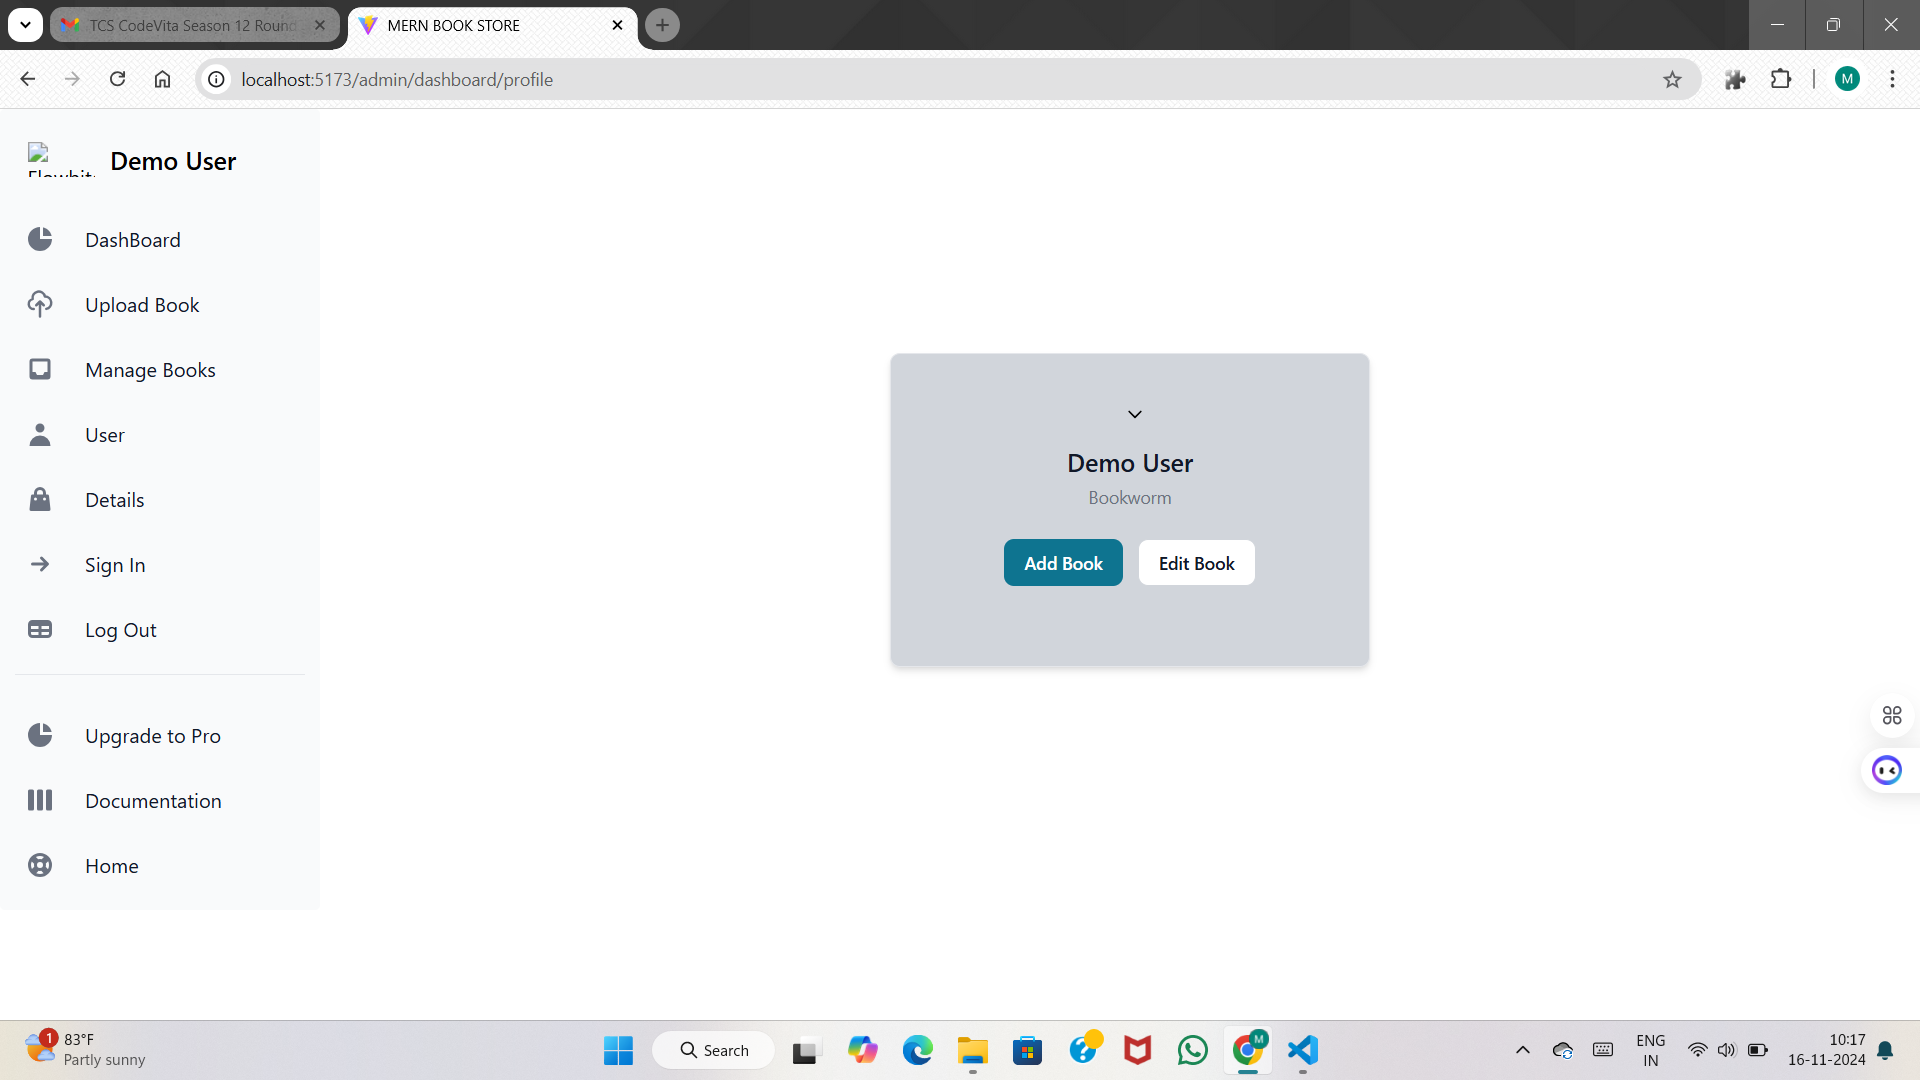 TCS CodeVita Season 12 Round
MERN BOOK STORE
localhost:5173/admin/dashboard/profile
M
Demo User
DashBoard
Upload Book
Manage Books
User
Details
Sign In
Log Out
Upgrade to Pro
Documentation
Home
Demo User
Bookworm
Add Book
Edit Book
1
83°F
Partly sunny
Search
M
ENG
IN
10:17
16-11-2024